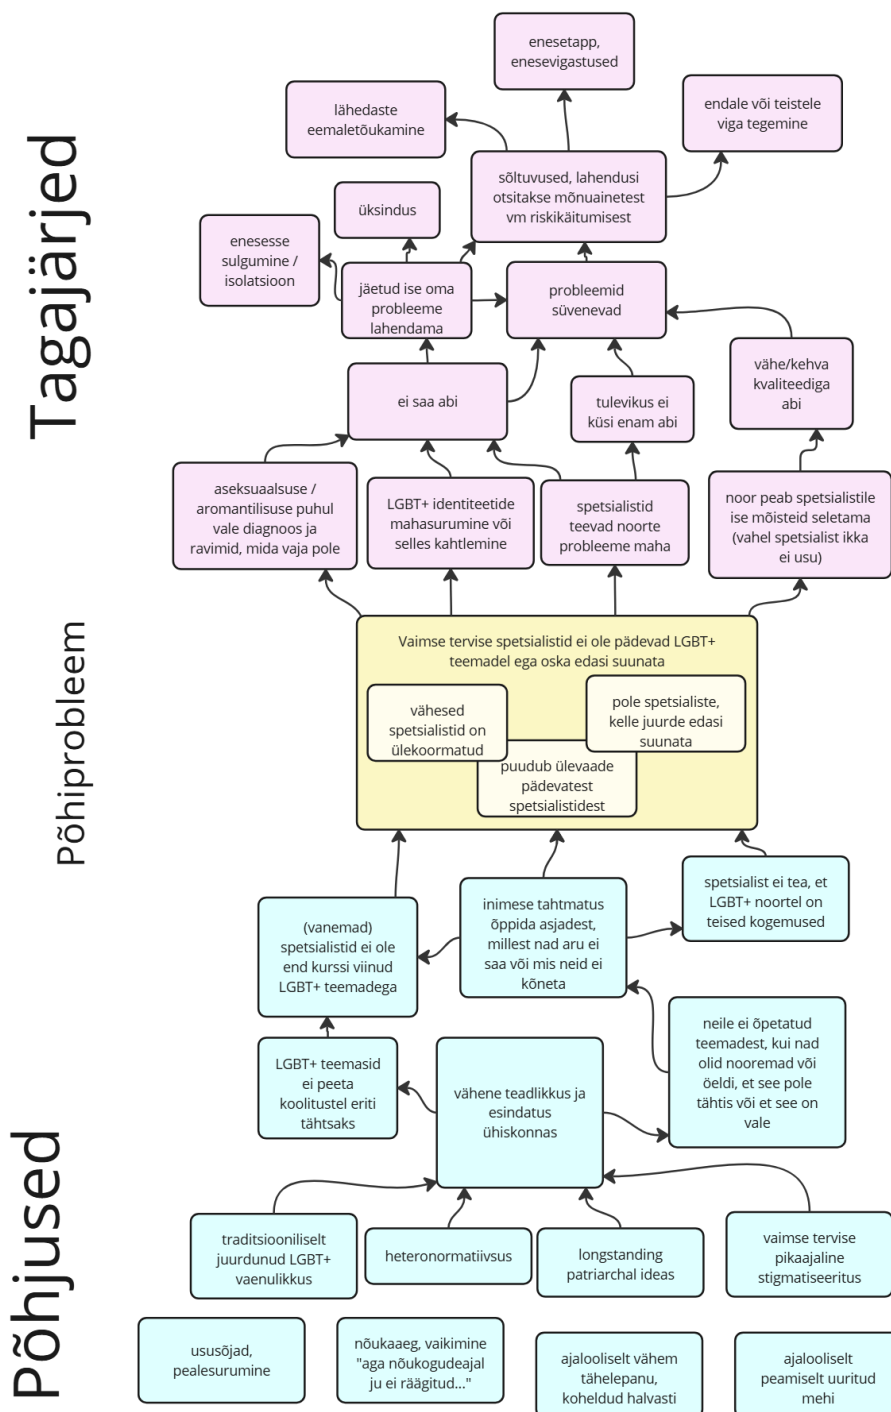 Tagajärjed
enesetapp,
enesevigastused
lähedaste
eemaletõukamine
endale või teistele
viga tegemine
sõltuvused, lahendusi
otsitakse mõnuainetest
vm riskikäitumisest
üksindus
enesesse
sulgumine /
isolatsioon
jäetud ise oma
probleeme
lahendama
probleemid
süvenevad
vähe/kehva
kvaliteediga
abi
ei saa abi
tulevikus ei
küsi enam abi
aseksuaalsuse /
aromantilisuse puhul
vale diagnoos ja
ravimid, mida vaja pole
LGBT+ identiteetide
mahasurumine või
selles kahtlemine
spetsialistid
teevad noorte
probleeme maha
noor peab spetsialistile
ise mõisteid seletama
(vahel spetsialist ikka
ei usu)
Põhiprobleem
Vaimse tervise spetsialistid ei ole pädevad LGBT+
teemadel ega oska edasi suunata
vähesed
spetsialistid on
ülekoormatud
pole spetsialiste,
kelle juurde edasi
suunata
puudub ülevaade
pädevatest
spetsialistidest
Põhjused
(vanemad)
spetsialistid ei ole
end kurssi viinud
LGBT+ teemadega
inimese tahtmatus
õppida asjadest,
millest nad aru ei
saa või mis neid ei
kõneta
spetsialist ei tea, et
LGBT+ noortel on
teised kogemused
LGBT+ teemasid
ei peeta
koolitustel eriti
tähtsaks
vähene teadlikkus ja
esindatus
ühiskonnas
neile ei õpetatud
teemadest, kui nad
olid nooremad või
öeldi, et see pole
tähtis või et see on
vale
traditsiooniliselt
juurdunud LGBT+
vaenulikkus
heteronormatiivsus
longstanding
patriarchal ideas
vaimse tervise
pikaajaline
stigmatiseeritus
ususõjad,
pealesurumine
nõukaaeg, vaikimine
"aga nõukogudeajal
ju ei räägitud..."
ajalooliselt vähem
tähelepanu,
koheldud halvasti
ajalooliselt
peamiselt uuritud
mehi